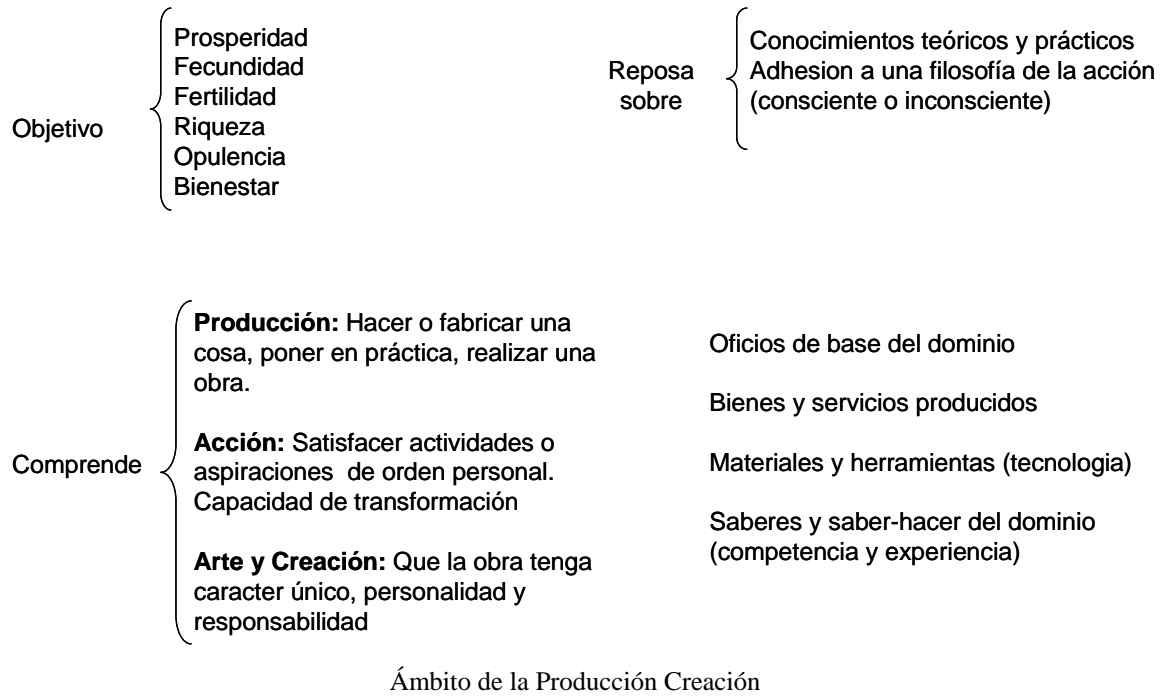 Objetivo
Prosperidad
Fecundidad
Fertilidad
Riqueza
Opulencia
Bienestar
Reposa
sobre
Conocimientos teóricos y prácticos
Adhesion a una filosofía de la acción
(consciente o inconsciente)
Comprende
Producción: Hacer o fabricar una
cosa, poner en práctica, realizar una
obra.
Acción: Satisfacer actividades o
aspiraciones de orden personal.
Capacidad de transformación
Arte y Creación: Que la obra tenga
caracter único, personalidad y
responsabilidad
Oficios de base del dominio
Bienes y servicios producidos
Materiales y herramientas (tecnologia)
Saberes y saber-hacer del dominio
(competencia y experiencia)
Ámbito de la Producción Creación